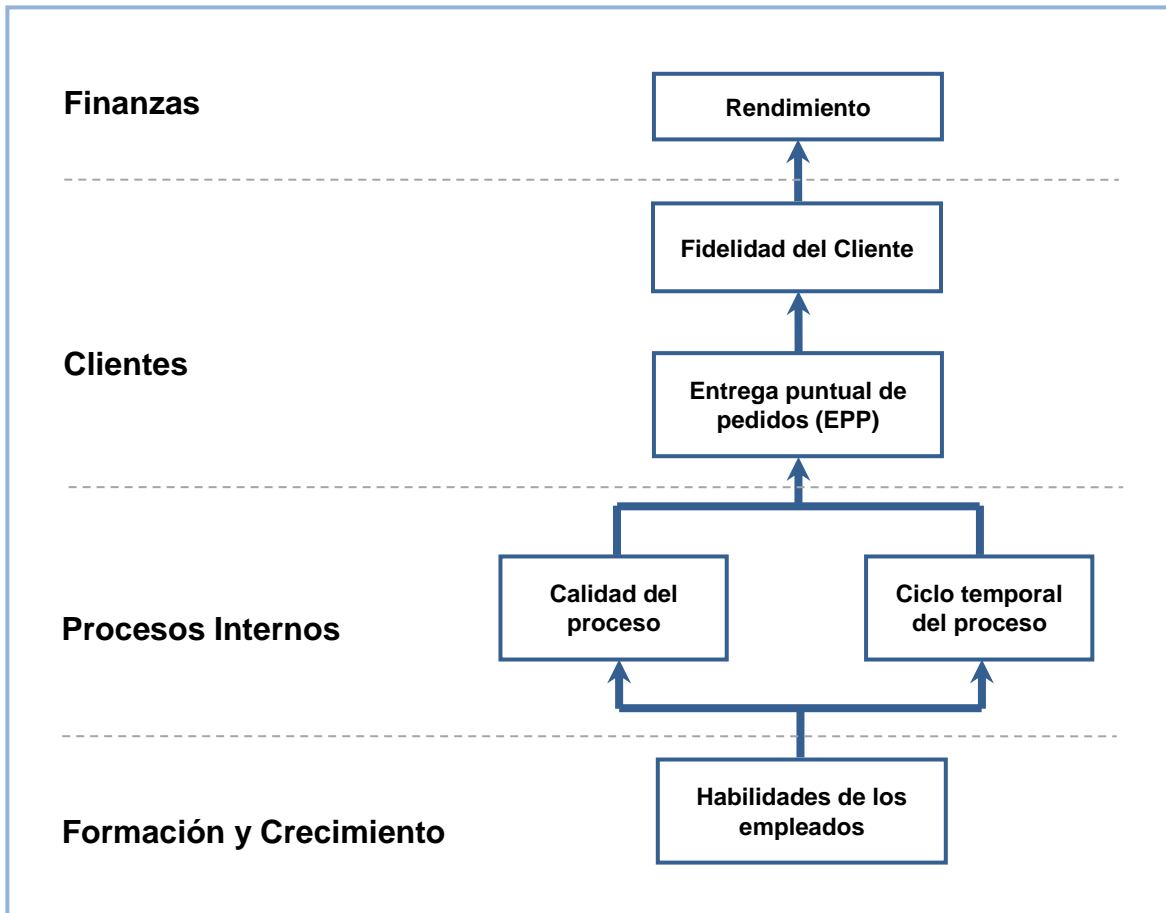 Finanzas
Rendimiento
Fidelidad del Cliente
Clientes
Entrega puntual de
pedidos (EPP)
Calidad del
proceso
Ciclo temporal
del proceso
Procesos Internos
Habilidades de los
empleados
Formación y Crecimiento